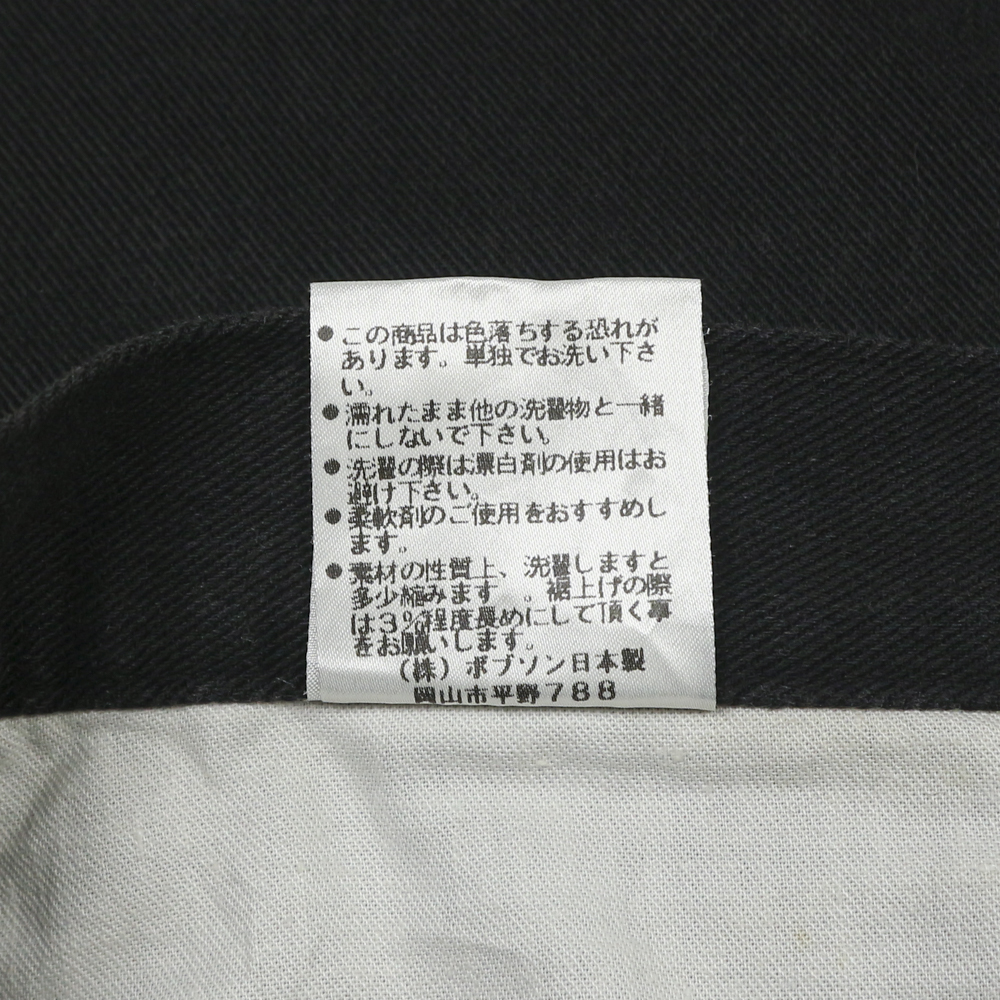 ●この商品は色落ちする恐れが
あります。単独でお洗い下さ
い。
●濡れたまま他の洗濯物と一緒
にしないで下さい。
●洗濯の際は漂白剤の使用はお
避け下さい。
●柔軟剤のご使用をおすすめし
ます。
●素材の性質上、洗濯しますと
多少縮みます 。裾上げの際
は3%程度長めにして頂く事
をお願いします。
(株)ボブソン日本製
岡山市平野788